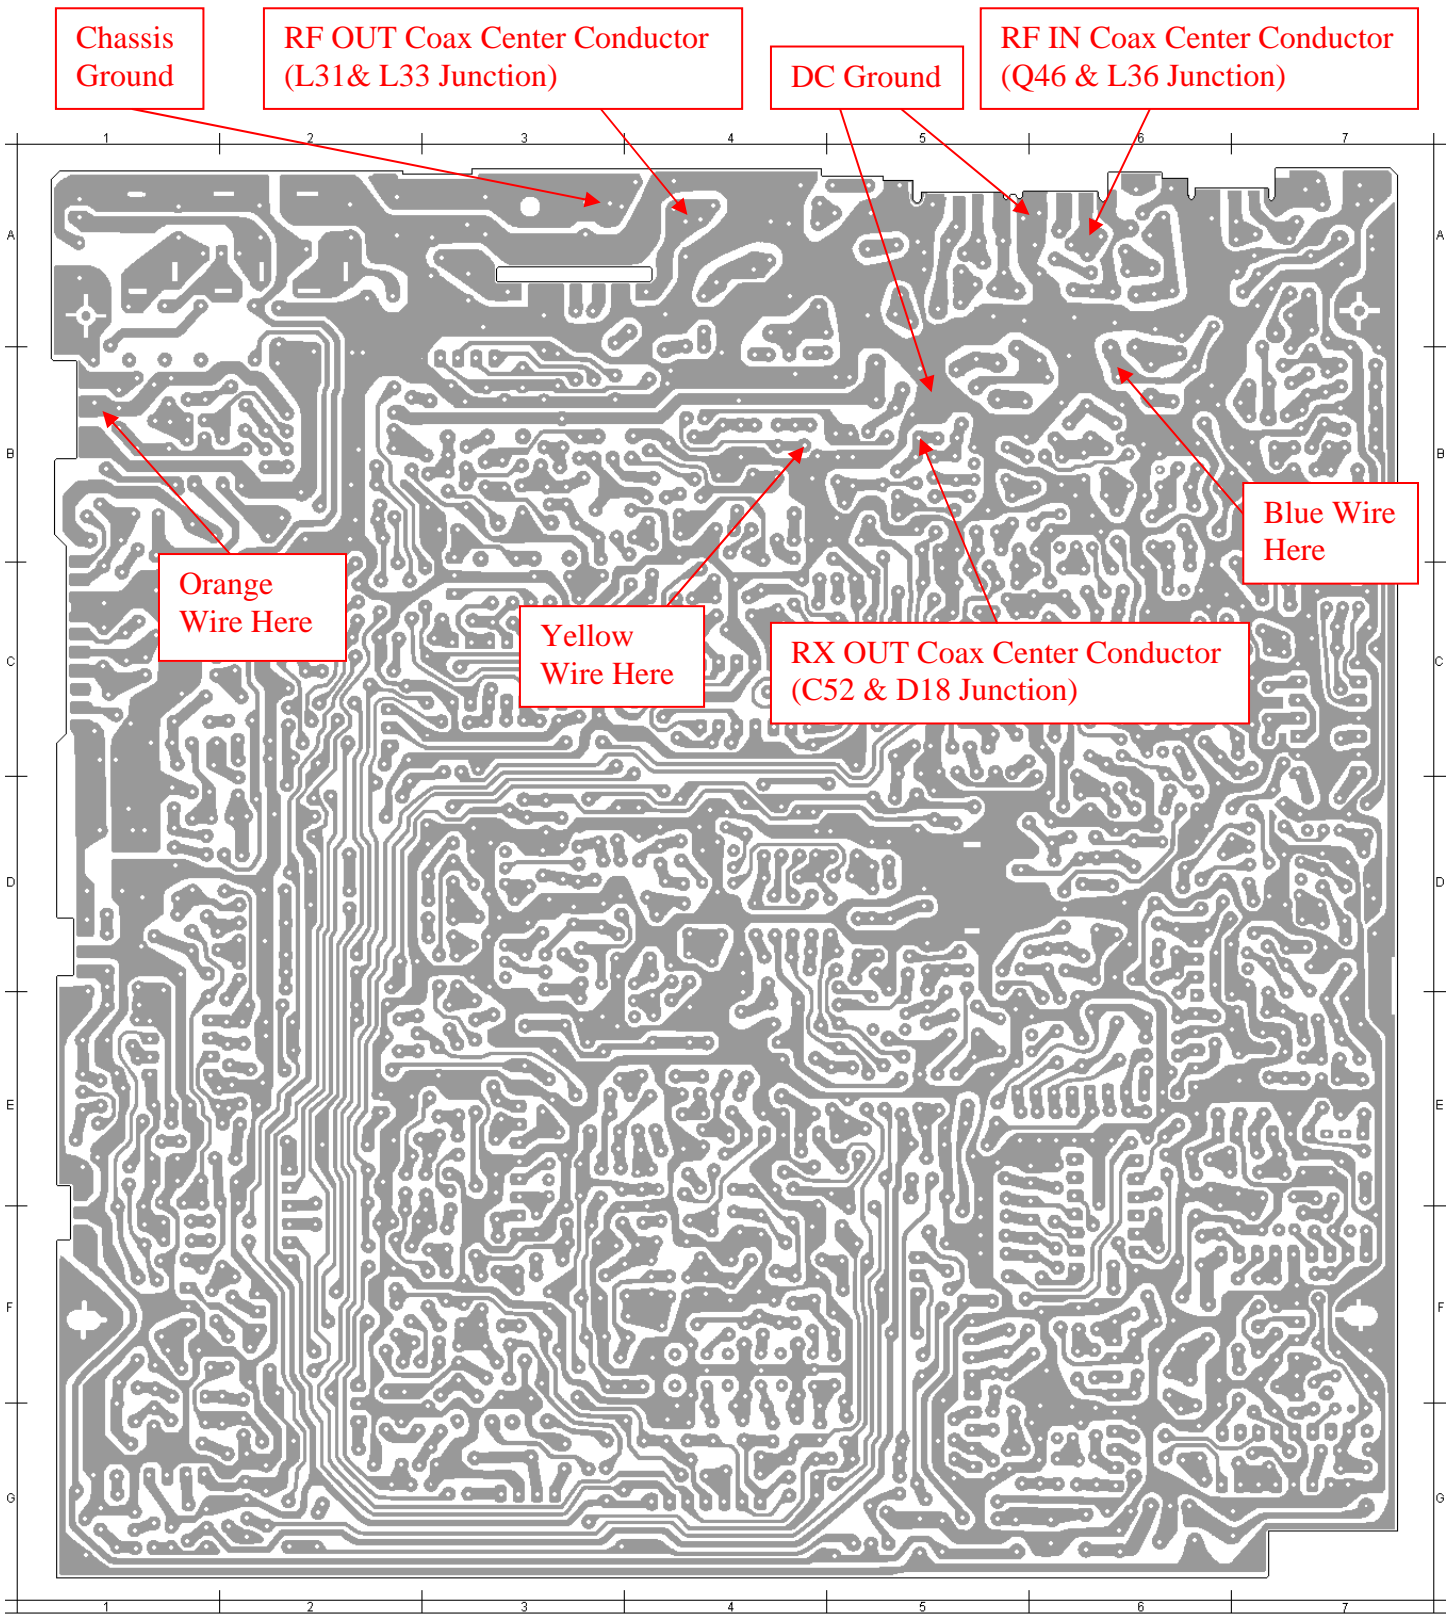 Chassis
Ground
RF OUT Coax Center Conductor
(L31& L33 Junction)
DC Ground
RF IN Coax Center Conductor
(Q46 & L36 Junction)
1 2 3 4 5 6 7
A A
B B
Blue Wire
Here
Orange
Wire Here
Yellow
Wire Here
RX OUT Coax Center Conductor
(C52 & D18 Junction)
C C
D D
E E
F F
G G
1 2 3 4 5 6 7